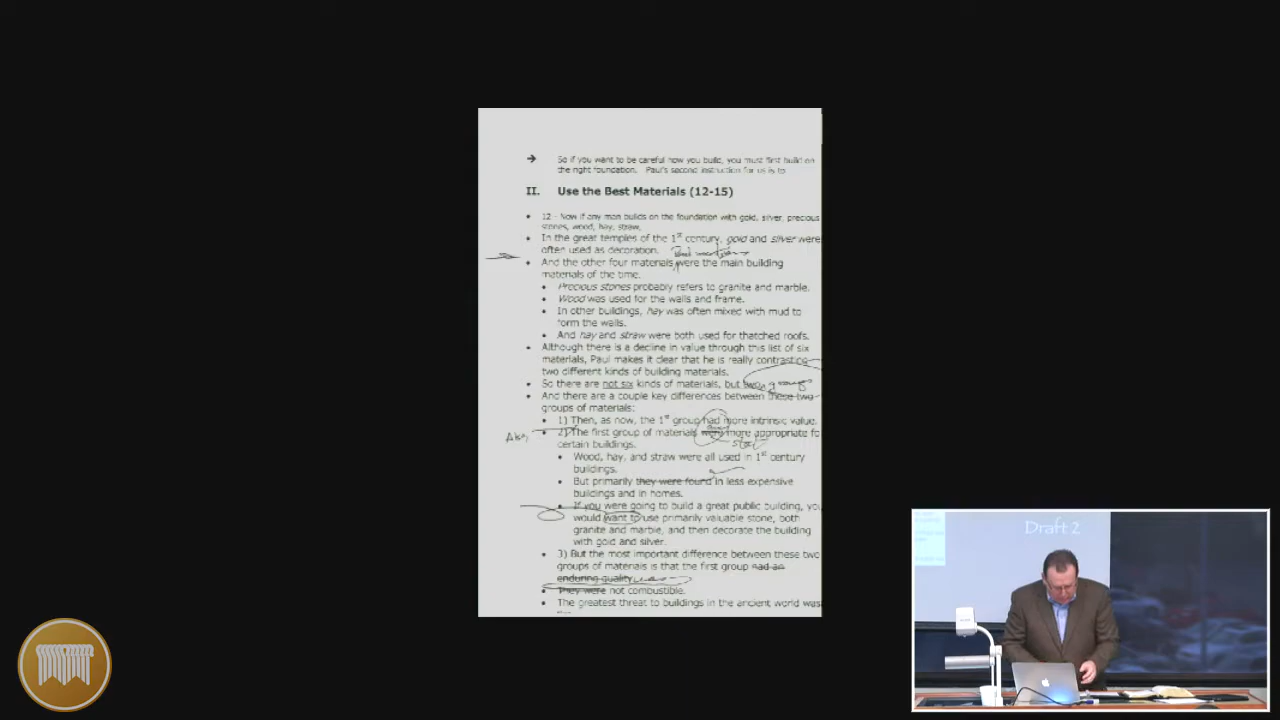 → So if you want to be careful how you build, you must first build on
the right foundation. Paul's second instruction for us is to
II. Use the Best Materials (12-15)
• 12 - Now if any man builds on the foundation with gold, silver, precious
stones, wood, hay, straw,
• In the great temples of the 1st century, gold and silver were
often used as decoration.
• And the other four materials were the main building
materials of the time.
• Precious stones probably refers to granite and marble.
• Wood was used for the walls and frame.
• In other buildings, hay was often mixed with mud to
form the walls.
• And hay and straw were both used for thatched roofs.
• Although there is a decline in value through this list of six
materials, Paul makes it clear that he is really contrasting
two different kinds of building materials.
• So there are not six kinds of materials, but groups
• And there are a couple key differences between these two
groups of materials:
• 1) Then, as now, the 1st group had more intrinsic value.
Also,
• 2) The first group of materials were more appropriate fo
certain buildings.
• Wood, hay, and straw were all used in 1st century
buildings.
• But primarily they were found in less expensive
buildings and in homes.
• If you were going to build a great public building, you
would want to use primarily valuable stone, both
granite and marble, and then decorate the building
with gold and silver.
• 3) But the most important difference between these two
groups of materials is that the first group had an
enduring quality
• They were not combustible.
• The greatest threat to buildings in the ancient world was
Draft 2